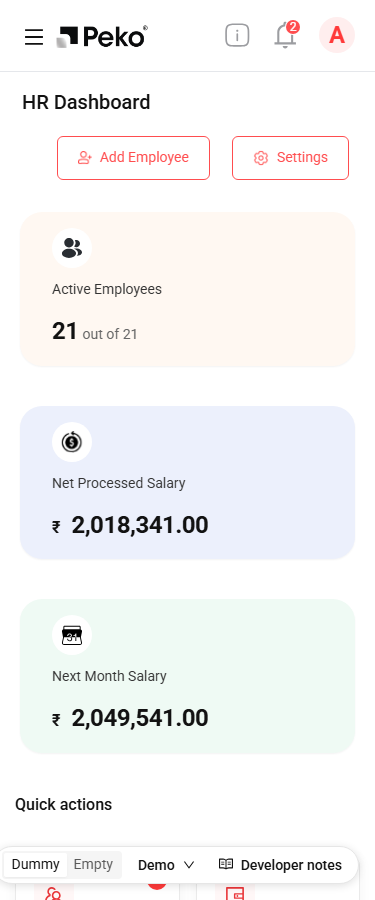 Peko
2
A
HR Dashboard
Add Employee
Settings
Active Employees
21 out of 21
Net Processed Salary
₹ 2,018,341.00
31
Next Month Salary
₹ 2,049,541.00
Quick actions
Dummy Empty Demo Developer notes